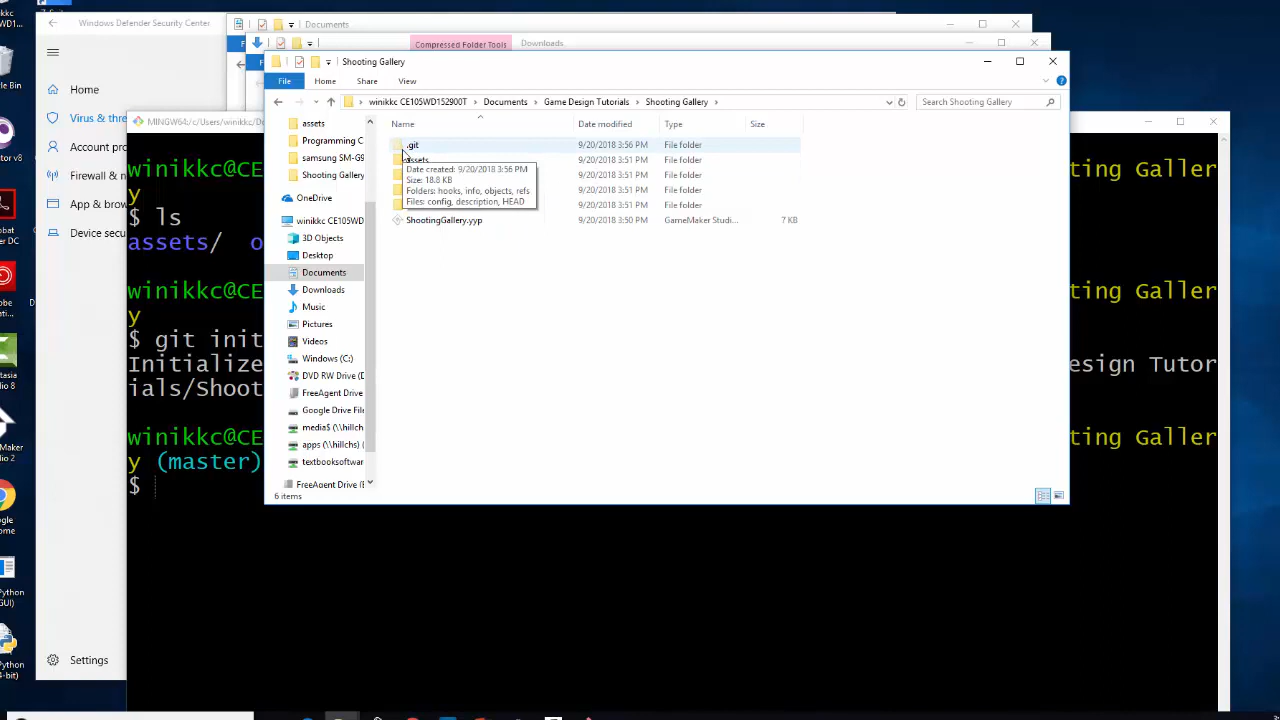 Windows Defender Security Center
Documents
Compressed Folder Tools
Downloads
Shooting Gallery
File
Home
Share
View
winikkc CE105WD152900T
Documents
Game Design Tutorials
Shooting Gallery
Search Shooting Gallery
Name
Date modified
Type
Size
assets
Programming C
samsung SM-G9
Shooting Gallery
OneDrive
winikkc CE105WD
3D Objects
Desktop
Documents
Downloads
Music
Pictures
Videos
Windows (C:)
DVD RW Drive (E
FreeAgent Drive
Google Drive File
media$ (\\hillch
apps (\\hillchs) (
textbooksoftwar
FreeAgent Drive (E
.git
9/20/2018 3:56 PM
File folder
assets
9/20/2018 3:51 PM
File folder
9/20/2018 3:51 PM
File folder
9/20/2018 3:51 PM
File folder
9/20/2018 3:51 PM
File folder
ShootingGallery.yyp
9/20/2018 3:50 PM
GameMaker Studi...
7 KB
Date created: 9/20/2018 3:56 PM
Size: 18.8 KB
Folders: hooks, info, objects, refs
Files: config, description, HEAD
6 items
Home
Virus & thre
Account pro
Firewall & n
App & brow
Device secu
Settings
MINGW64:/c/Users/winikkc/Do
winikkc@CE
ting Galler
y
$ ls
assets/ o
winikkc@CE
ting Galler
y
$ git init
Initialize
esign Tutor
ials/Shoot
winikkc@CE
ting Galler
y (master)
$